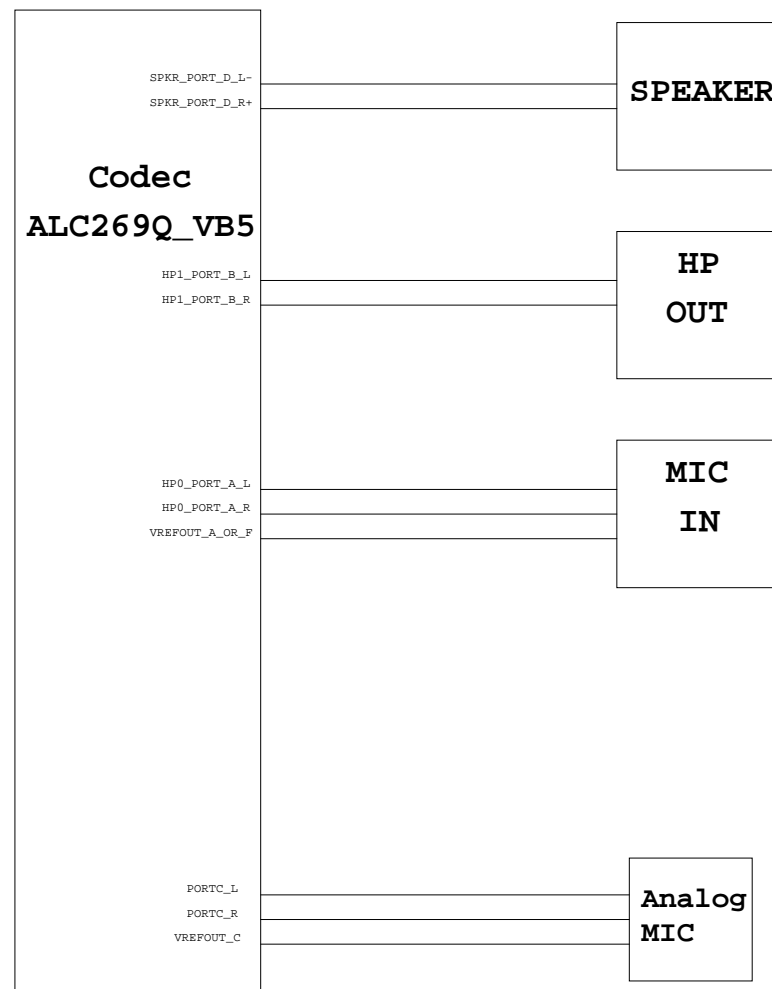 SPKR_PORT_D_L-
SPKR_PORT_D_R+
SPEAKER
Codec
ALC269Q_VB5
HP1_PORT_B_L
HP1_PORT_B_R
HP
OUT
HP0_PORT_A_L
HP0_PORT_A_R
VREFOUT_A_OR_F
MIC
IN
PORTC_L
PORTC_R
VREFOUT_C
Analog
MIC